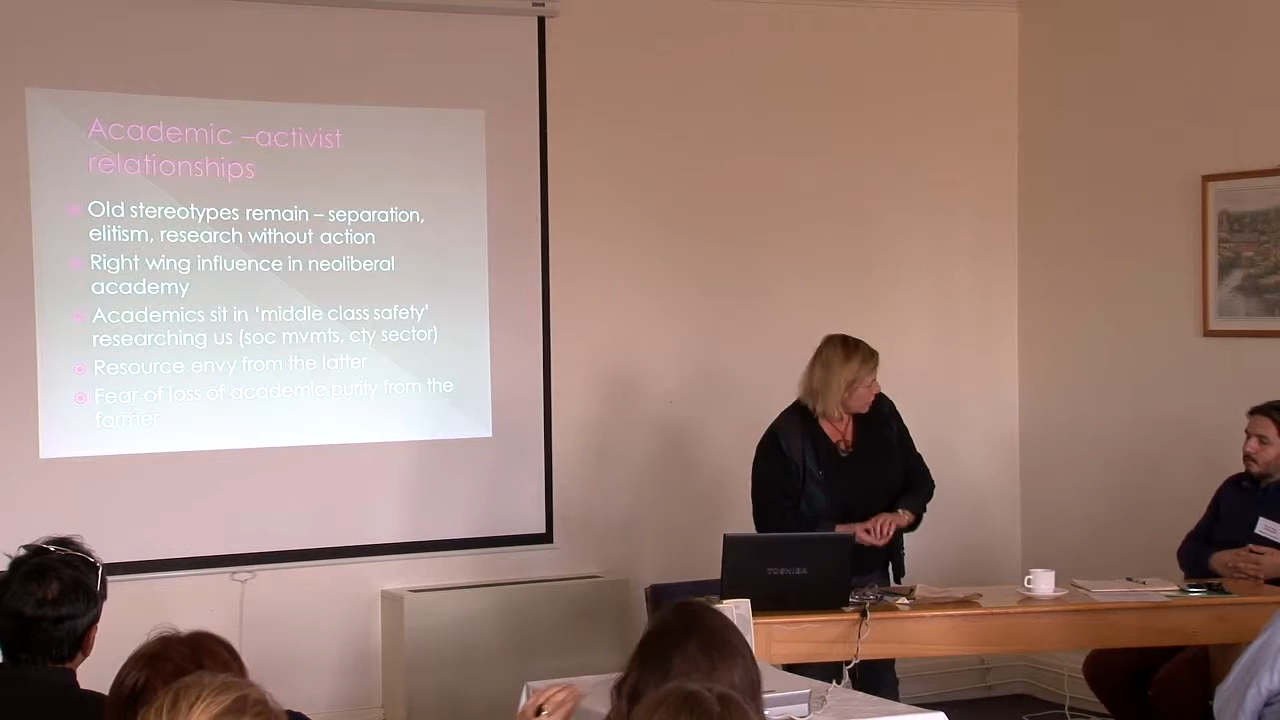 Academic –activist
relationships
Old stereotypes remain – separation,
elitism, research without action
Right wing influence in neoliberal
academy
Academics sit in ‘middle class safety’
researching us (soc mvmts, cty sector)
Resource envy from the latter
Fear of loss of academic purity from the
former
TOSHIBA